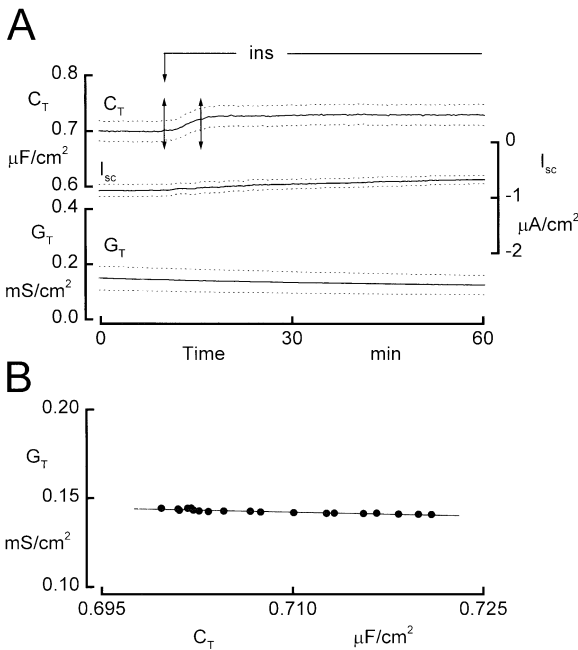 A
ins
0.8
C_T
C_T
0.7
μF/cm²
0
I_sc
I_sc
0.6
-1
μA/cm²
0.4
G_T
G_T
-2
0.2
mS/cm²
0.0
0
30
60
Time
min
B
0.20
G_T
0.15
mS/cm²
0.10
0.695
0.710
0.725
C_T
μF/cm²